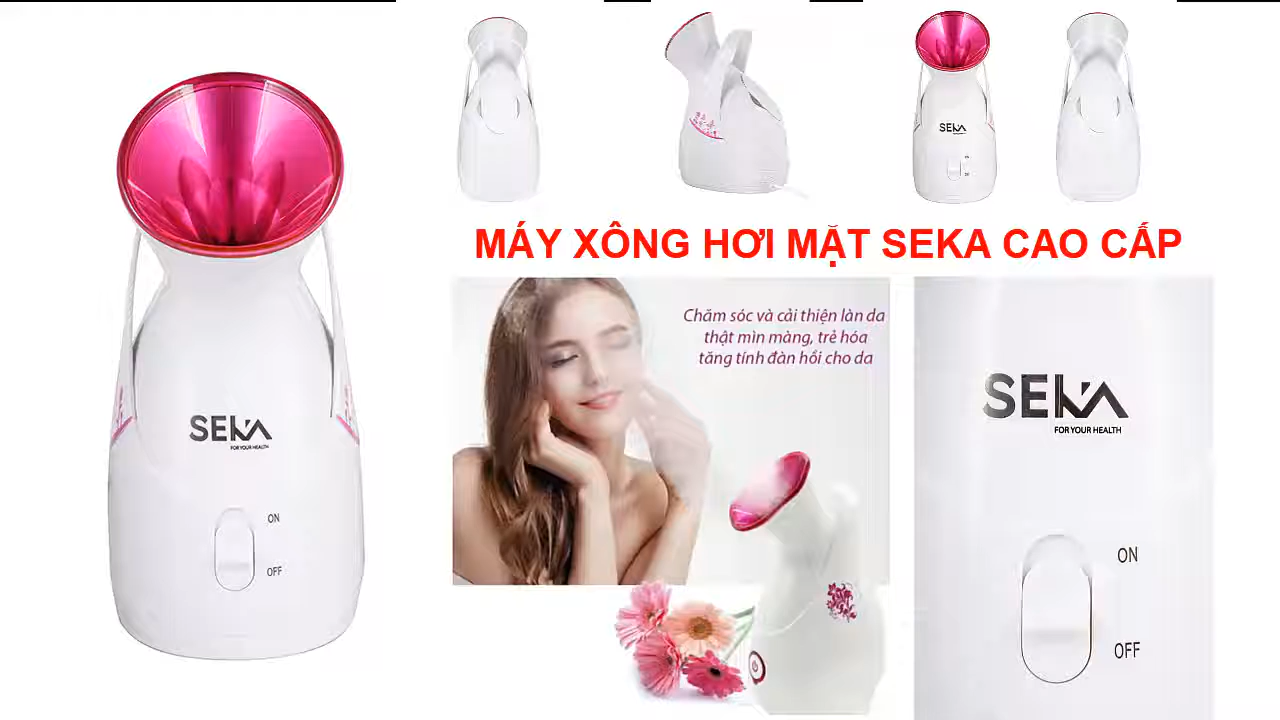 SEKA
FOR YOUR HEALTH
ON
OFF
SEKA
MÁY XÔNG HƠI MẶT SEKA CAO CẤP
Chăm sóc và cải thiện làn da
thật mìn màng, trẻ hóa
tăng tính đàn hồi cho da
SEKA
FOR YOUR HEALTH
ON
OFF